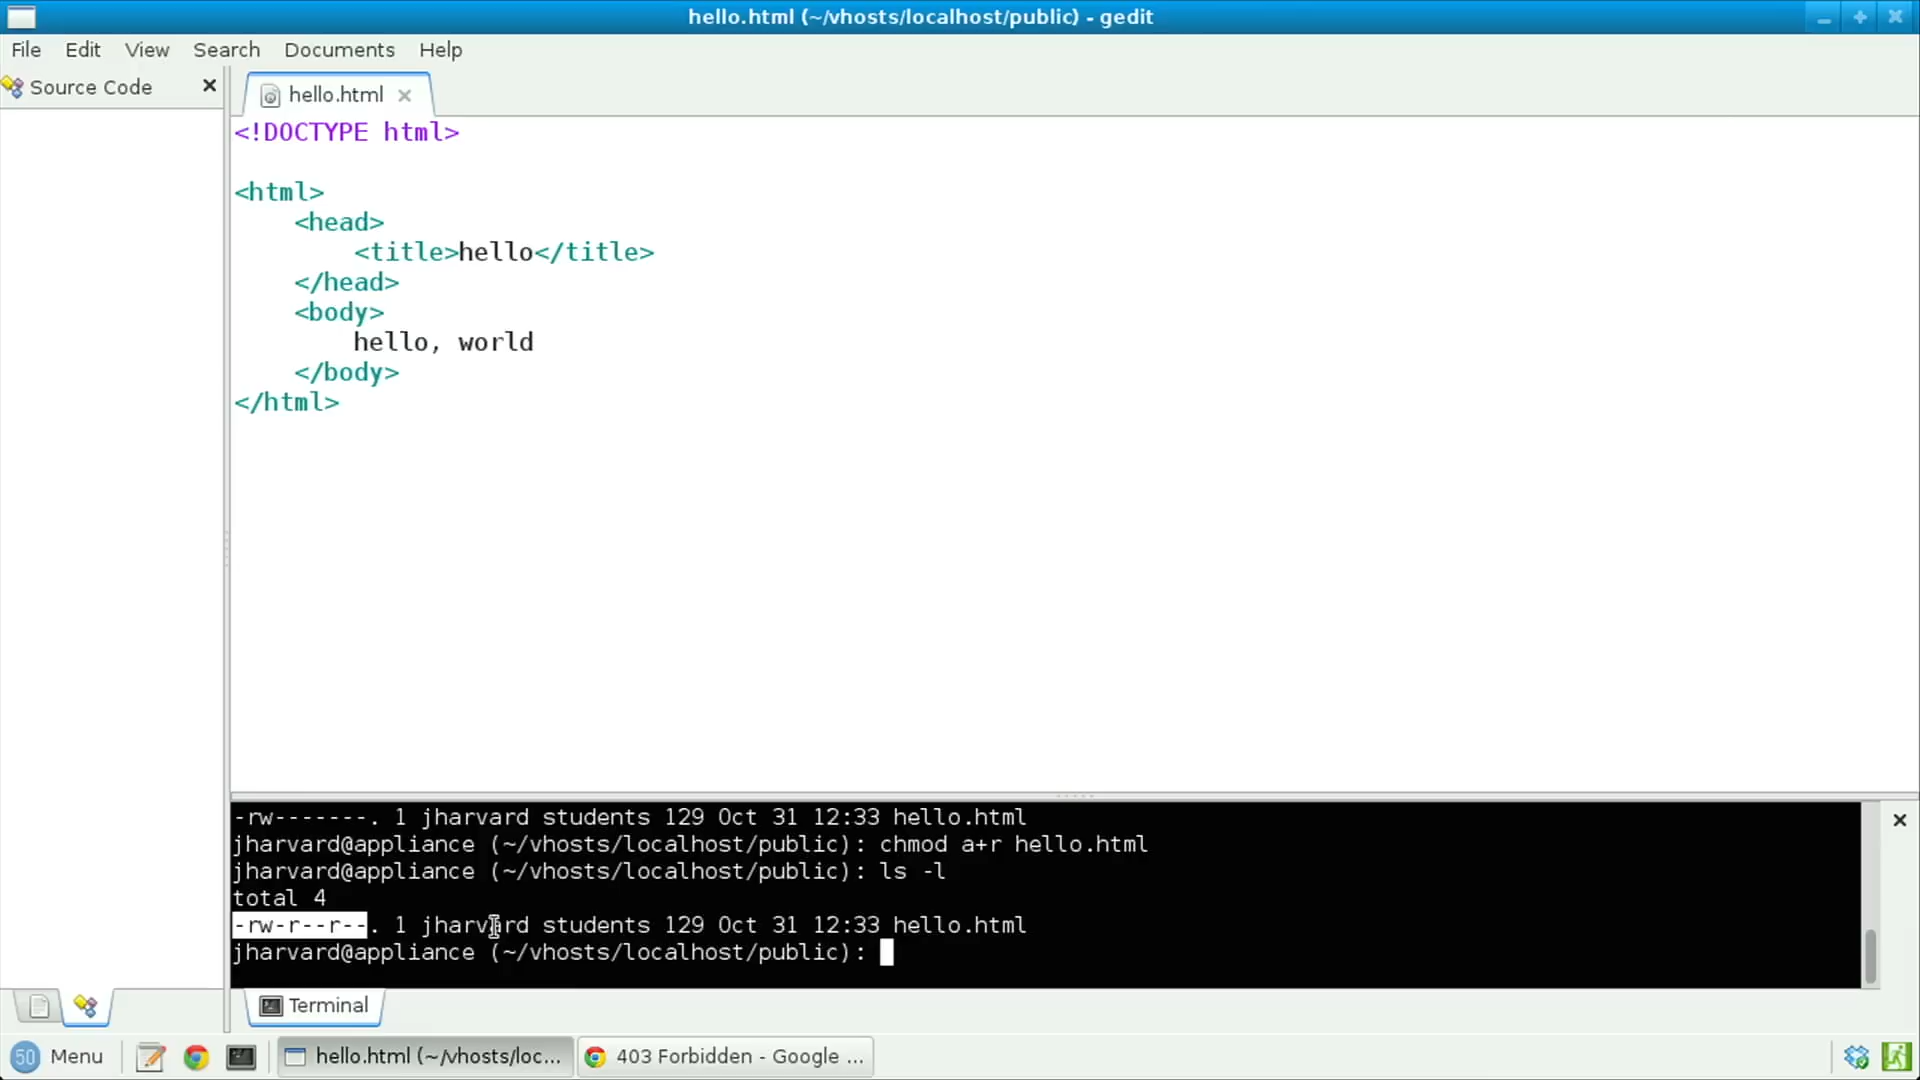 hello.html (~/vhosts/localhost/public) - gedit
File Edit View Search Documents Help
Source Code
hello.html
<!DOCTYPE html>
<html>
<head>
<title>hello</title>
</head>
<body>
hello, world
</body>
</html>
-rw-------. 1 jharvard students 129 Oct 31 12:33 hello.html
jharvard@appliance (~/vhosts/localhost/public): chmod a+r hello.html
jharvard@appliance (~/vhosts/localhost/public): ls -l
total 4
-rw-r--r--. 1 jharvard students 129 Oct 31 12:33 hello.html
jharvard@appliance (~/vhosts/localhost/public):
Terminal
50 Menu hello.html (~/vhosts/loc... 403 Forbidden - Google ...